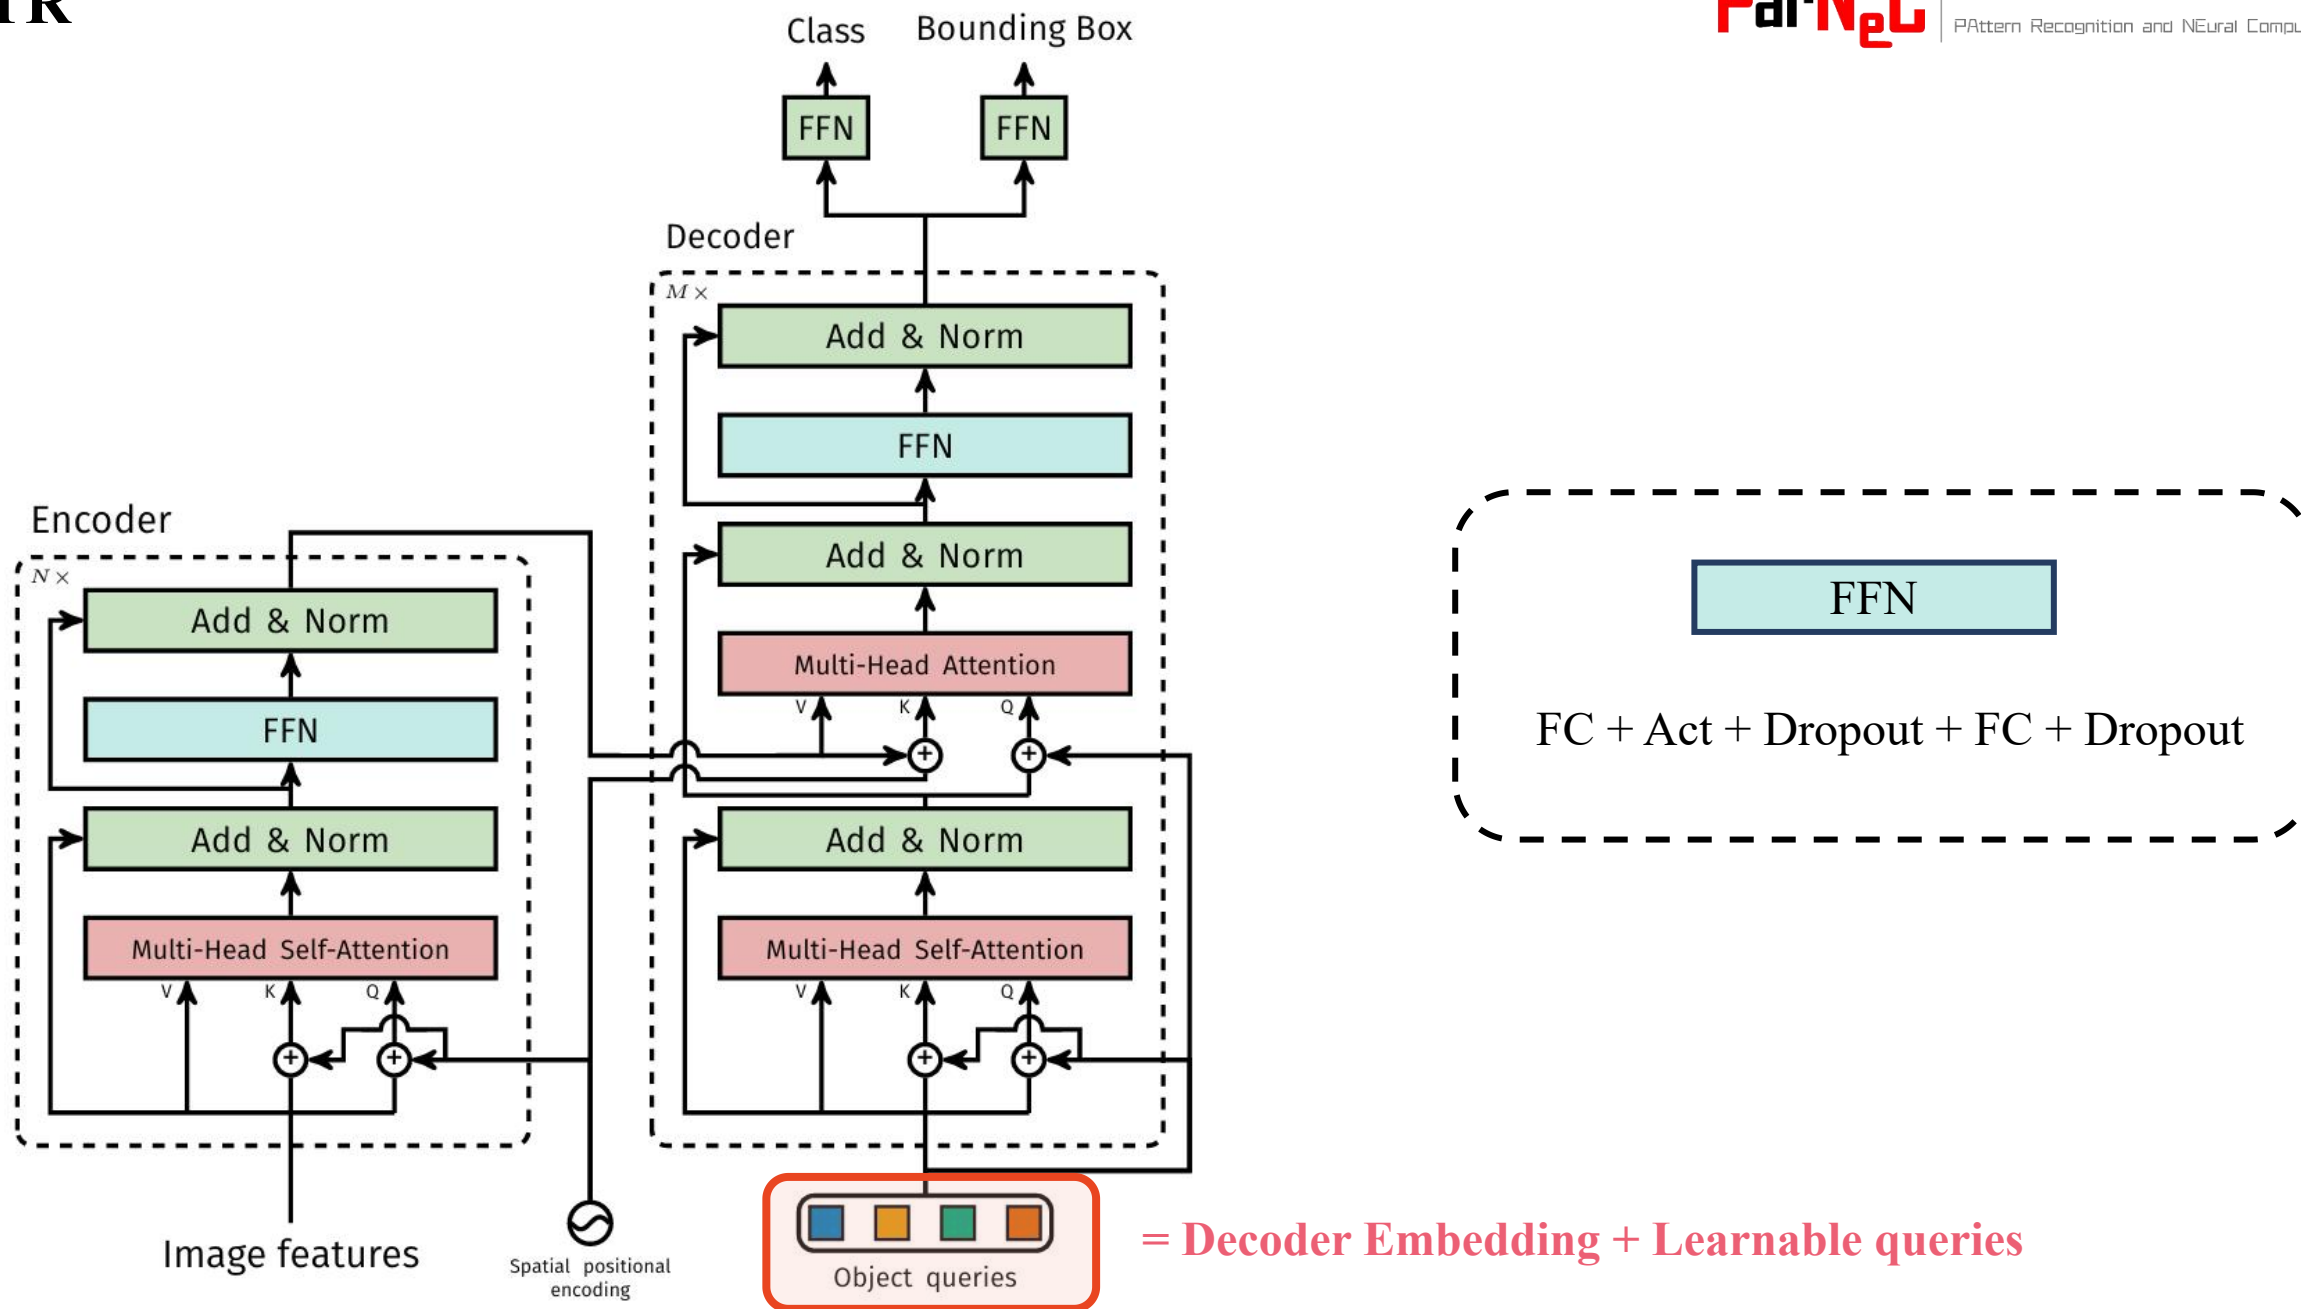 TR
ParNeC
PAttern Recognition and NEural Compu
Class
Bounding Box
FFN
FFN
Decoder
M ×
Add & Norm
FFN
Add & Norm
Multi-Head Attention
V
K
Q
+
+
Add & Norm
Multi-Head Self-Attention
V
K
Q
+
+
Encoder
N ×
Add & Norm
FFN
Add & Norm
Multi-Head Self-Attention
V
K
Q
+
+
Image features
Spatial positional
encoding
Object queries
= Decoder Embedding + Learnable queries
FFN
FC + Act + Dropout + FC + Dropout